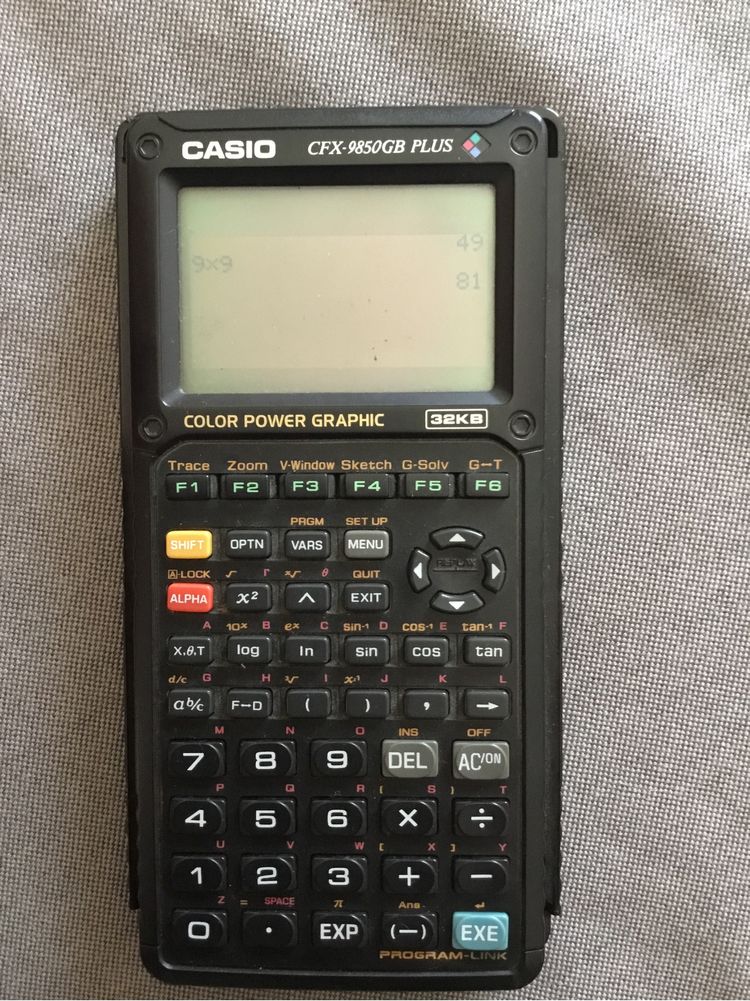 CASIO CFX-9850GB PLUS
49
9×9
81
COLOR POWER GRAPHIC 32KB
Trace Zoom V-Window Sketch G-Solv G↔T
F1 F2 F3 F4 F5 F6
PRGM SET UP
SHIFT OPTN VARS MENU
REPLAY
A-LOCK √ r ˣ√ θ QUIT
ALPHA x² ^ EXIT
A 10ˣ B eˣ C sin⁻¹ D cos⁻¹ E tan⁻¹ F
X,θ,T log ln sin cos tan
d/c G H ³√ I x⁻¹ J K L
a b/c F↔D ( ) , →
M N O INS OFF
7 8 9 DEL AC/ON
P Q R { S } T
4 5 6 × ÷
U V W [ X ] Y
1 2 3 + −
Z = SPACE π Ans ↵
0 . EXP (−) EXE
PROGRAM-LINK